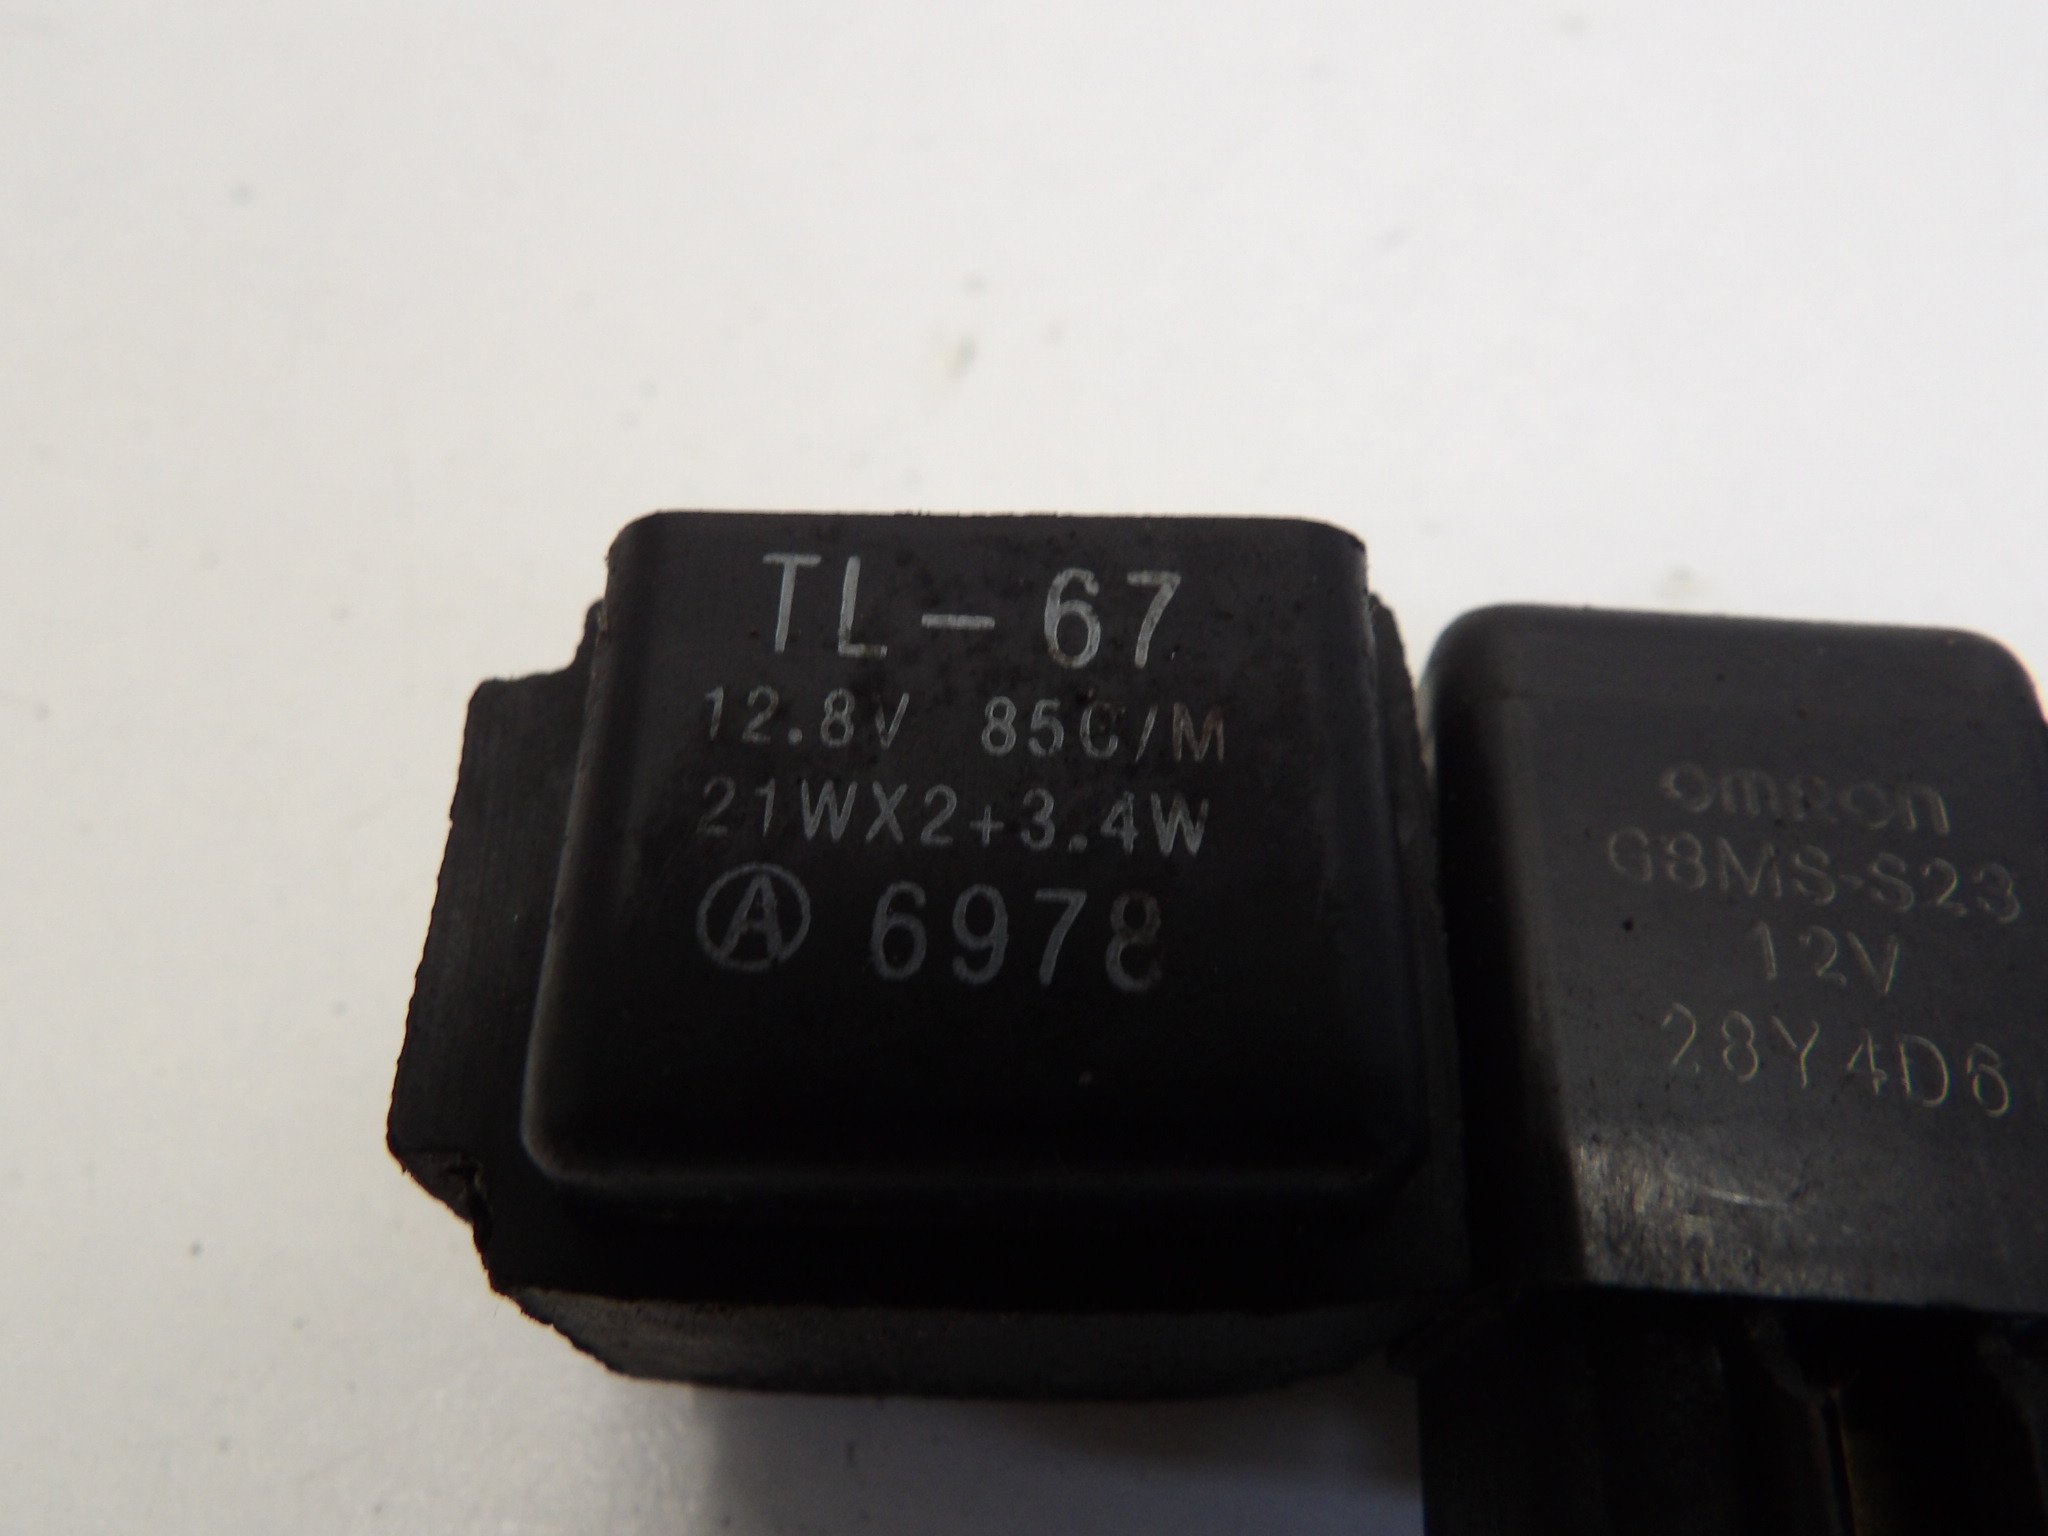 TL-67
12.8V 85C/M
21WX2+3.4W
Ⓐ 6978
omron
G8MS-S23
12V
28Y4D6